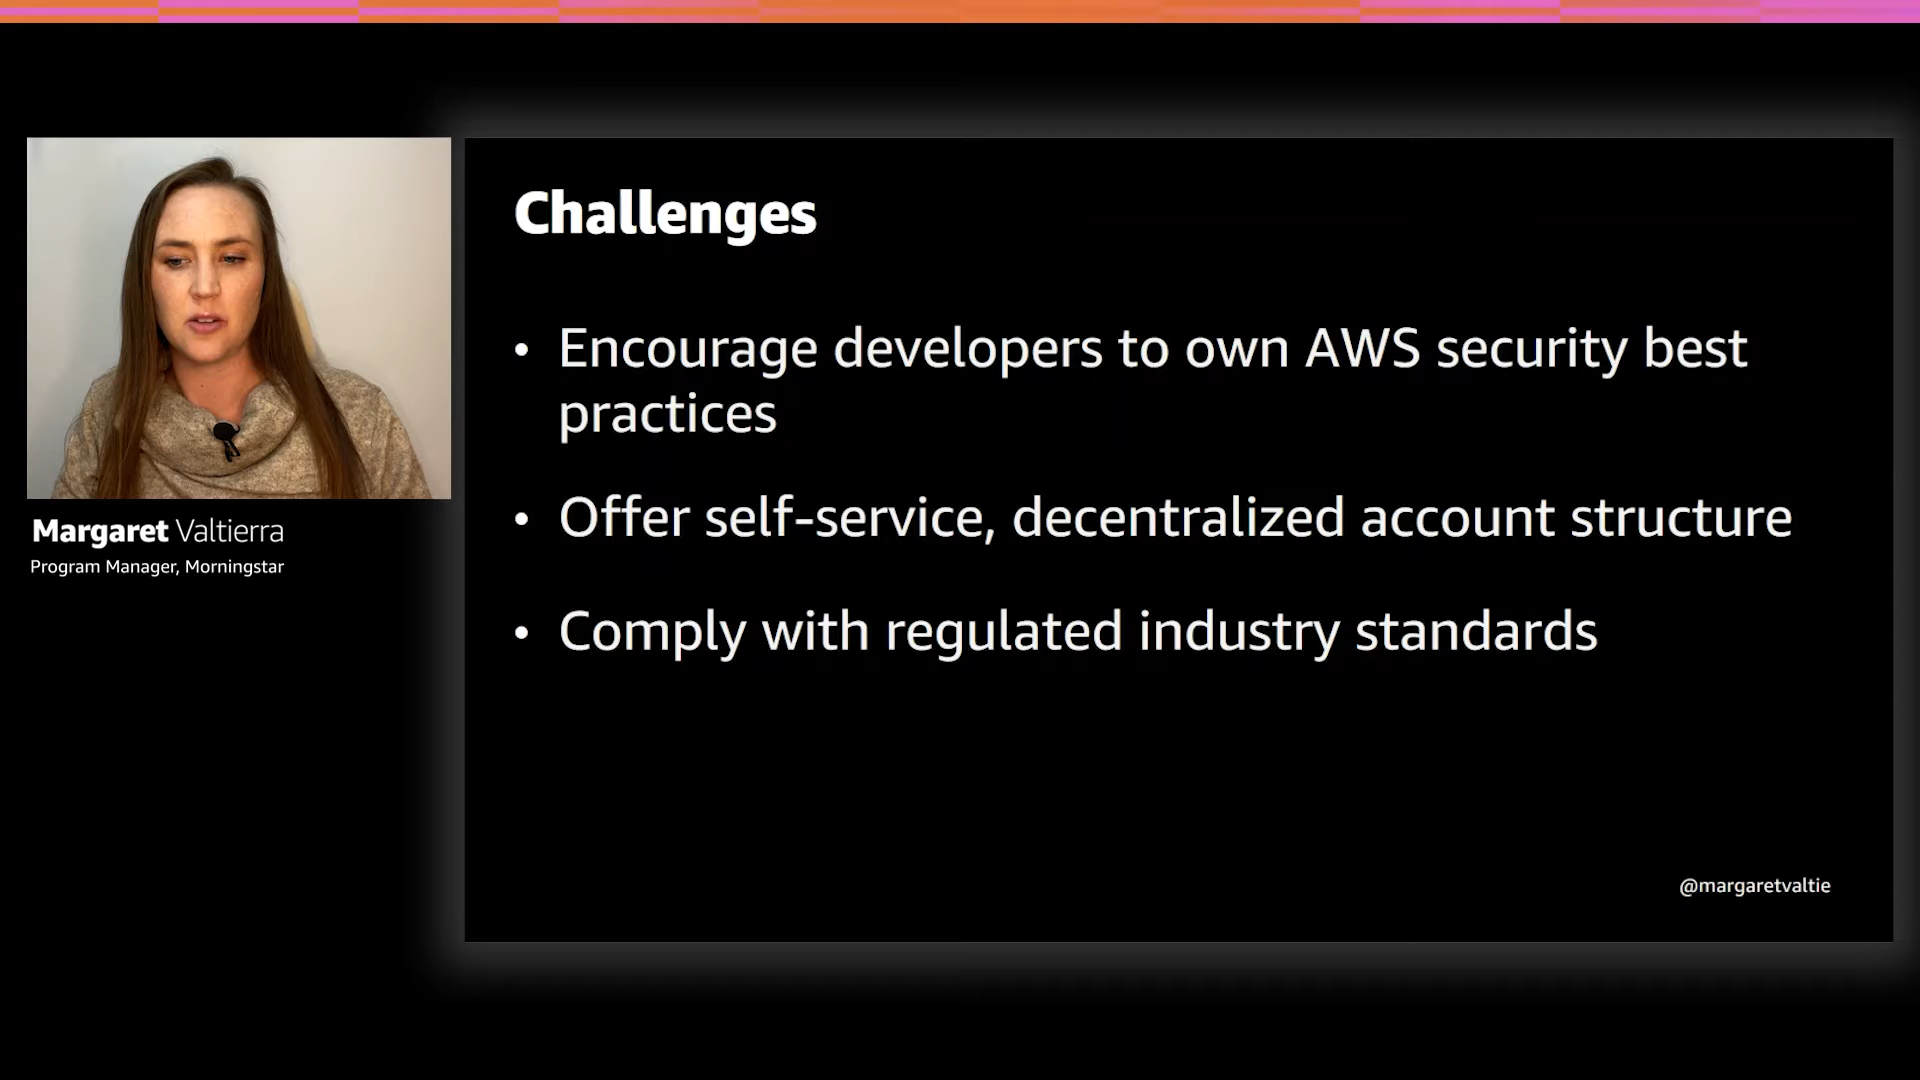 Challenges
• Encourage developers to own AWS security best
practices
• Offer self-service, decentralized account structure
• Comply with regulated industry standards
@margaretvaltie
Margaret Valtierra
Program Manager, Morningstar